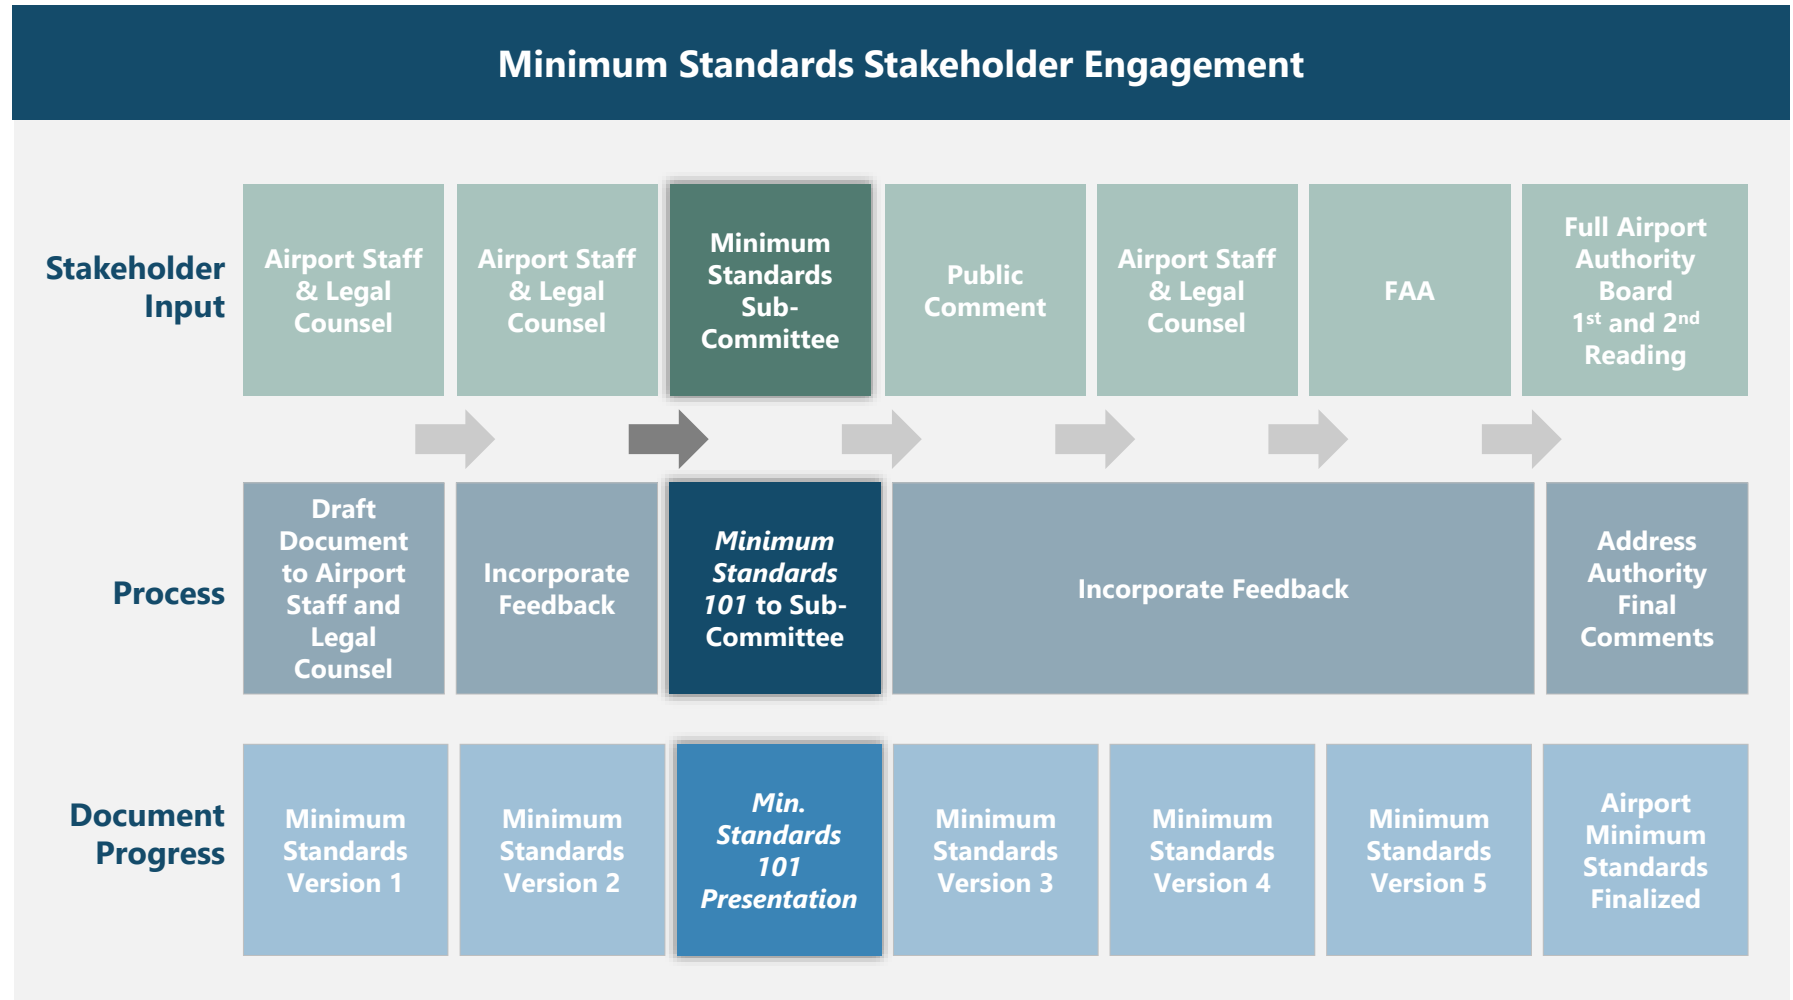 Minimum Standards Stakeholder Engagement
Stakeholder
Input
Airport Staff
& Legal
Counsel
Airport Staff
& Legal
Counsel
Minimum
Standards
Sub-
Committee
Public
Comment
Airport Staff
& Legal
Counsel
FAA
Full Airport
Authority
Board
1st and 2nd
Reading
Process
Draft
Document
to Airport
Staff and
Legal
Counsel
Incorporate
Feedback
Minimum
Standards
101 to Sub-
Committee
Incorporate Feedback
Address
Authority
Final
Comments
Document
Progress
Minimum
Standards
Version 1
Minimum
Standards
Version 2
Min.
Standards
101
Presentation
Minimum
Standards
Version 3
Minimum
Standards
Version 4
Minimum
Standards
Version 5
Airport
Minimum
Standards
Finalized